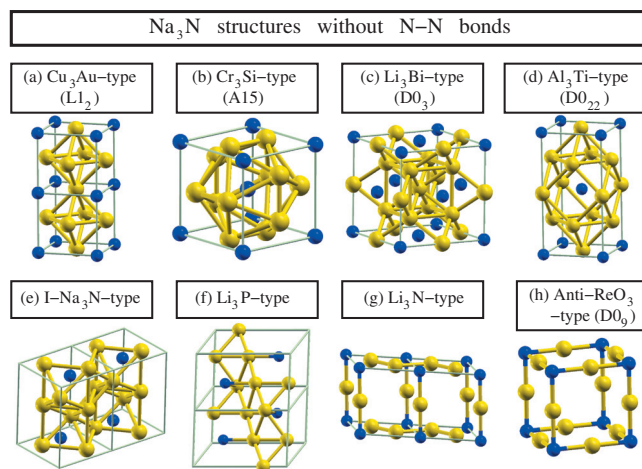 Na₃N structures without N−N bonds
(a) Cu₃Au−type
(L1₂)
(b) Cr₃Si−type
(A15)
(c) Li₃Bi−type
(D0₃)
(d) Al₃Ti−type
(D0₂₂)
(e) I−Na₃N−type
(f) Li₃P−type
(g) Li₃N−type
(h) Anti−ReO₃
−type (D0₉)